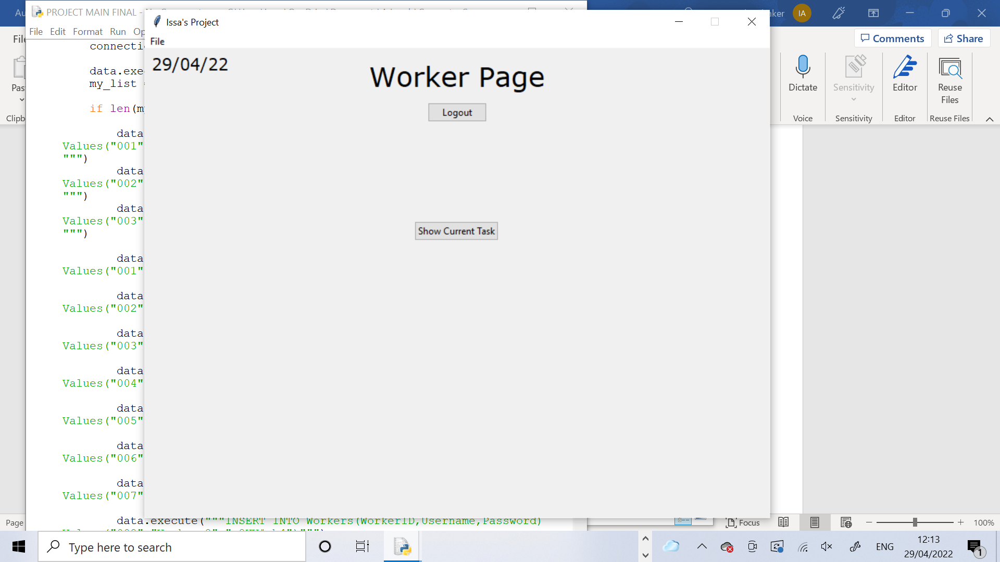 PROJECT MAIN FINAL -
File Edit Format Run Op
connecti
data.exe
my_list =
if len(my
data
Values("001"
""")
data
Values("002"
""")
data
Values("003"
""")
data
Values("001"
data
Values("002"
data
Values("003"
data
Values("004"
data
Values("005"
data
Values("006"
data
Values("007"
data.execute("""INSERT INTO Workers(WorkerID,Username,Password)
Issa's Project
File
29/04/22
Worker Page
Logout
Show Current Task
Au
ker
IA
File
Comments
Share
Past
Clipb
Dictate
Sensitivity
Editor
Reuse
Files
Voice
Sensitivity
Editor
Reuse Files
Page
Focus
100%
Type here to search
ENG
12:13
29/04/2022
1